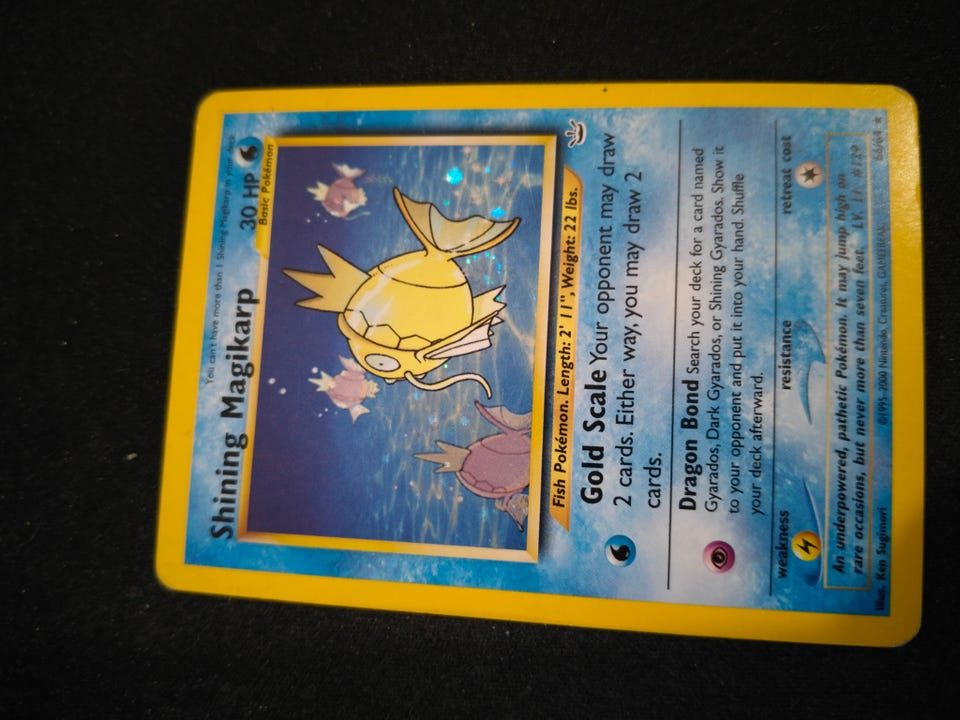 You can't have more than 1 Shining Magikarp in your deck.
Shining Magikarp 30 HP
Basic Pokémon
Fish Pokémon. Length: 2' 11", Weight: 22 lbs.
Gold Scale Your opponent may draw
2 cards. Either way, you may draw 2
cards.
Dragon Bond Search your deck for a card named
Gyarados, Dark Gyarados, or Shining Gyarados. Show it
to your opponent and put it into your hand. Shuffle
your deck afterward.
weakness resistance retreat cost
An underpowered, pathetic Pokémon. It may jump high on
rare occasions, but never more than seven feet. LV. 11 #129
Illus. Ken Sugimori ©1995-2000 Nintendo, Creatures, GAMEFREAK. 66/64 ★